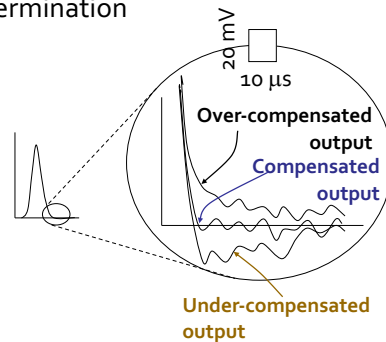 ermination
20 mV
10 µs
Over-compensated
output
Compensated
output
Under-compensated
output